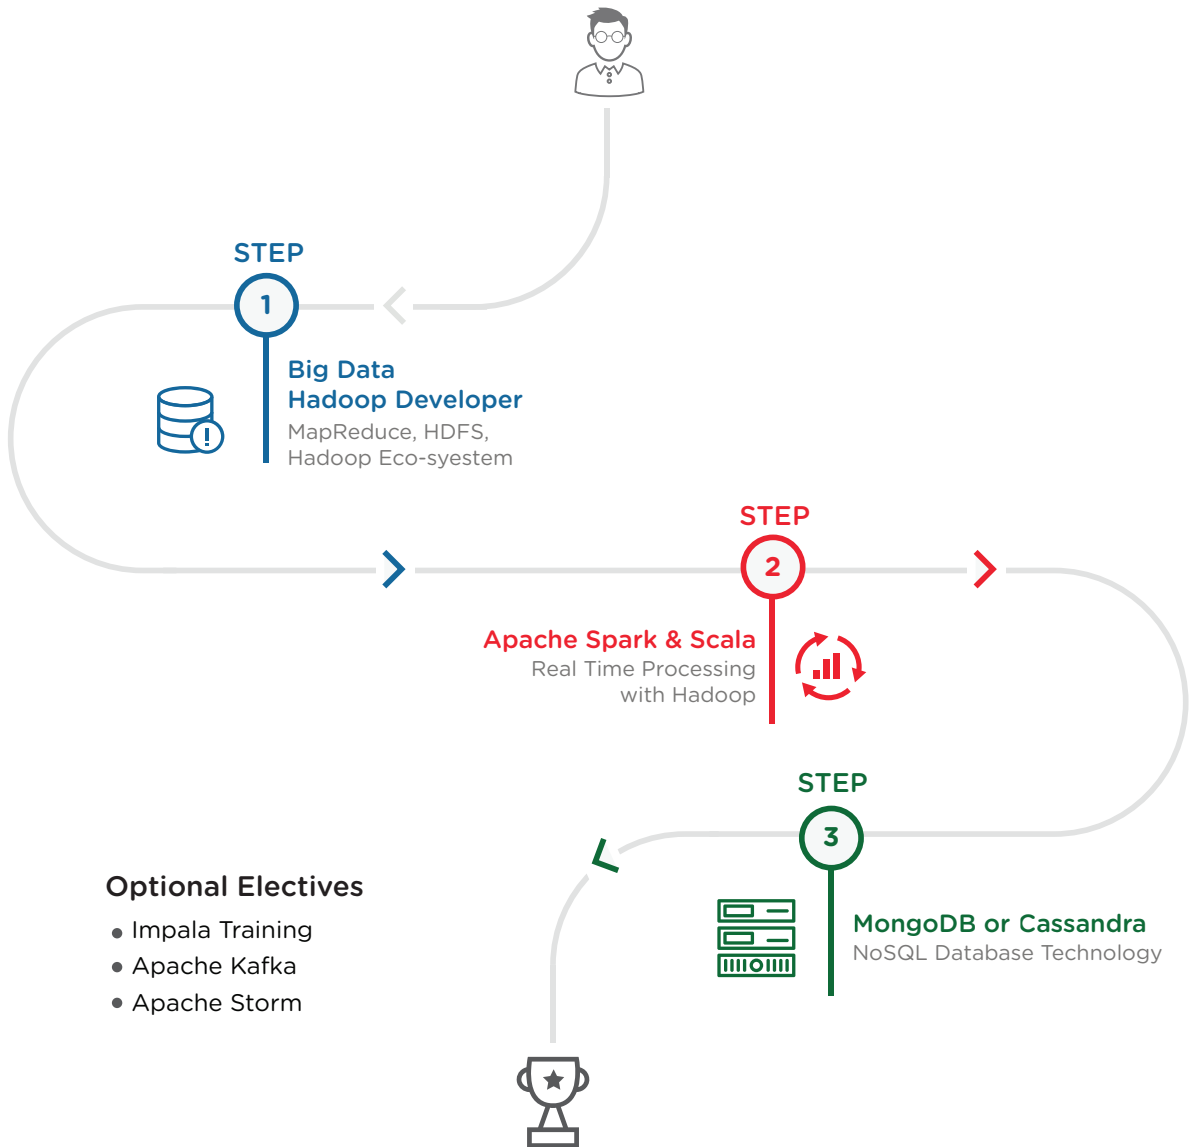 STEP
1
Big Data
Hadoop Developer
MapReduce, HDFS,
Hadoop Eco-syestem
STEP
2
Apache Spark & Scala
Real Time Processing
with Hadoop
STEP
3
MongoDB or Cassandra
NoSQL Database Technology
Optional Electives
• Impala Training
• Apache Kafka
• Apache Storm